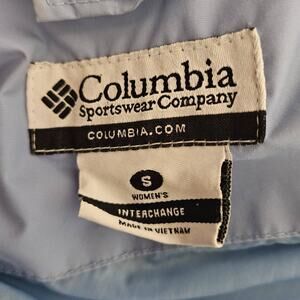 Columbia
Sportswear Company
COLUMBIA.COM
S
WOMEN'S
INTERCHANGE
MADE IN VIETNAM